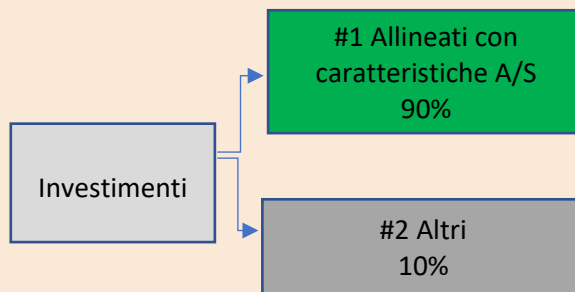 #1 Allineati con
caratteristiche A/S
90%
Investimenti
#2 Altri
10%